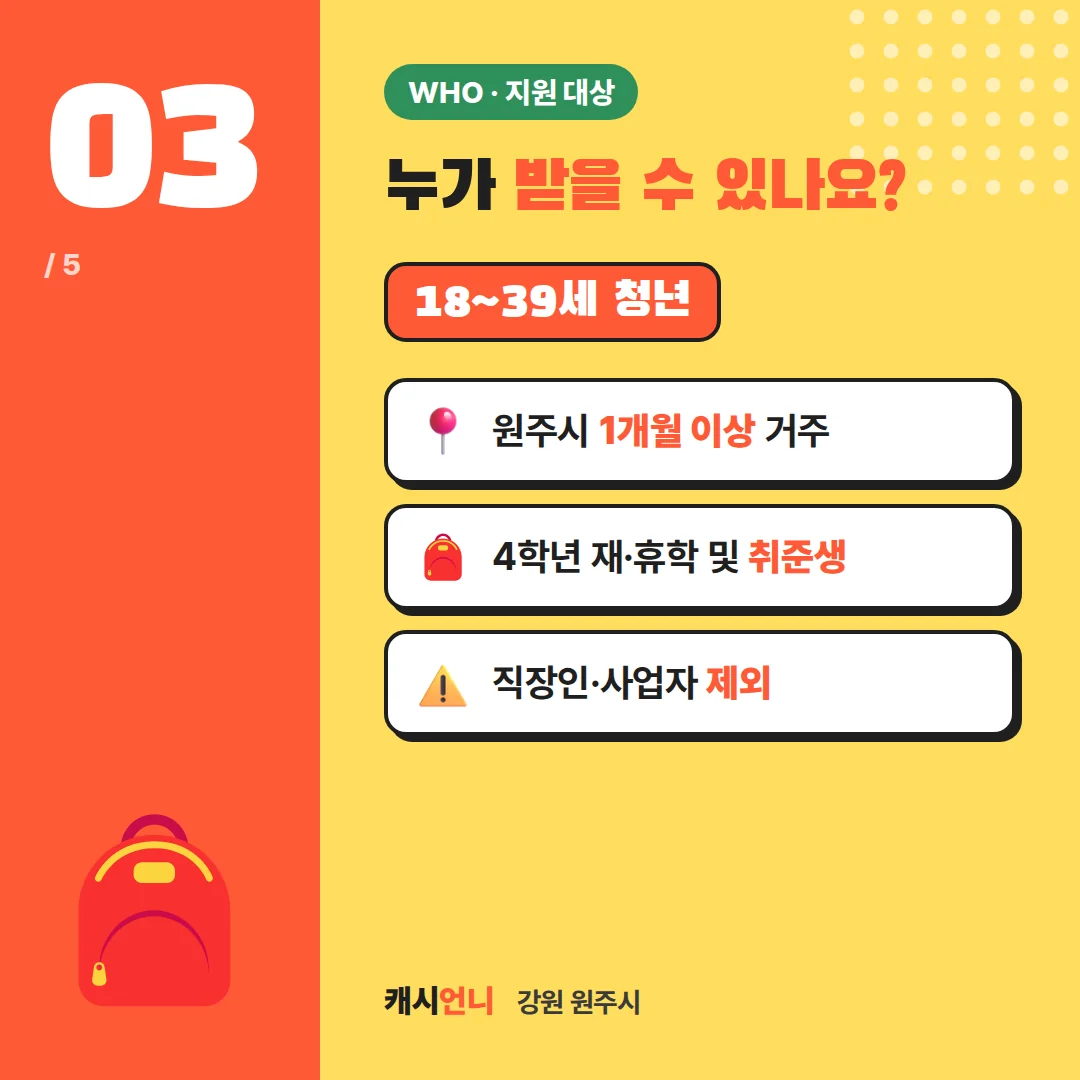 03
/ 5
WHO · 지원 대상
누가 받을 수 있나요?
18~39세 청년
원주시 1개월 이상 거주
4학년 재·휴학 및 취준생
직장인·사업자 제외
캐시언니 강원 원주시